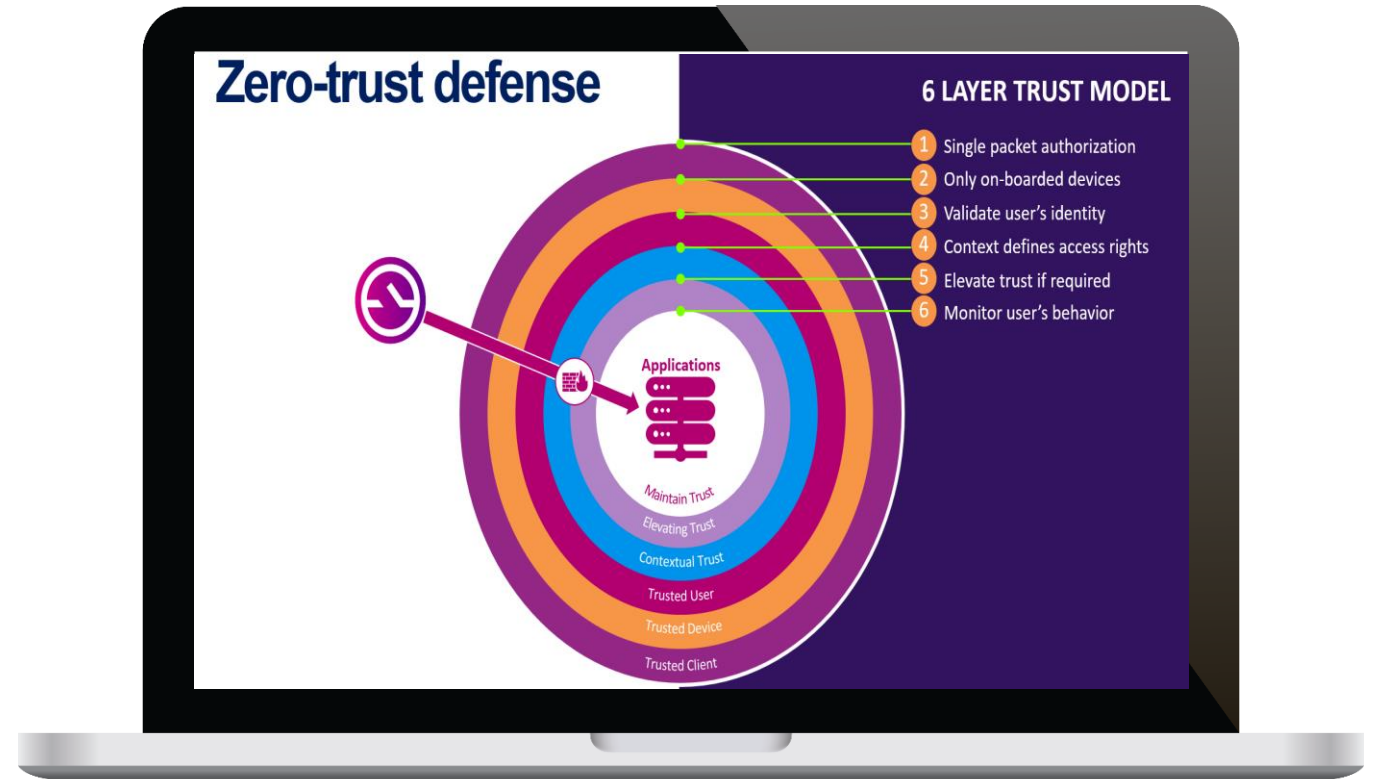 Zero-trust defense
6 LAYER TRUST MODEL
1 Single packet authorization
2 Only on-boarded devices
3 Validate user’s identity
4 Context defines access rights
5 Elevate trust if required
6 Monitor user’s behavior
Applications
Maintain Trust
Elevating Trust
Contextual Trust
Trusted User
Trusted Device
Trusted Client